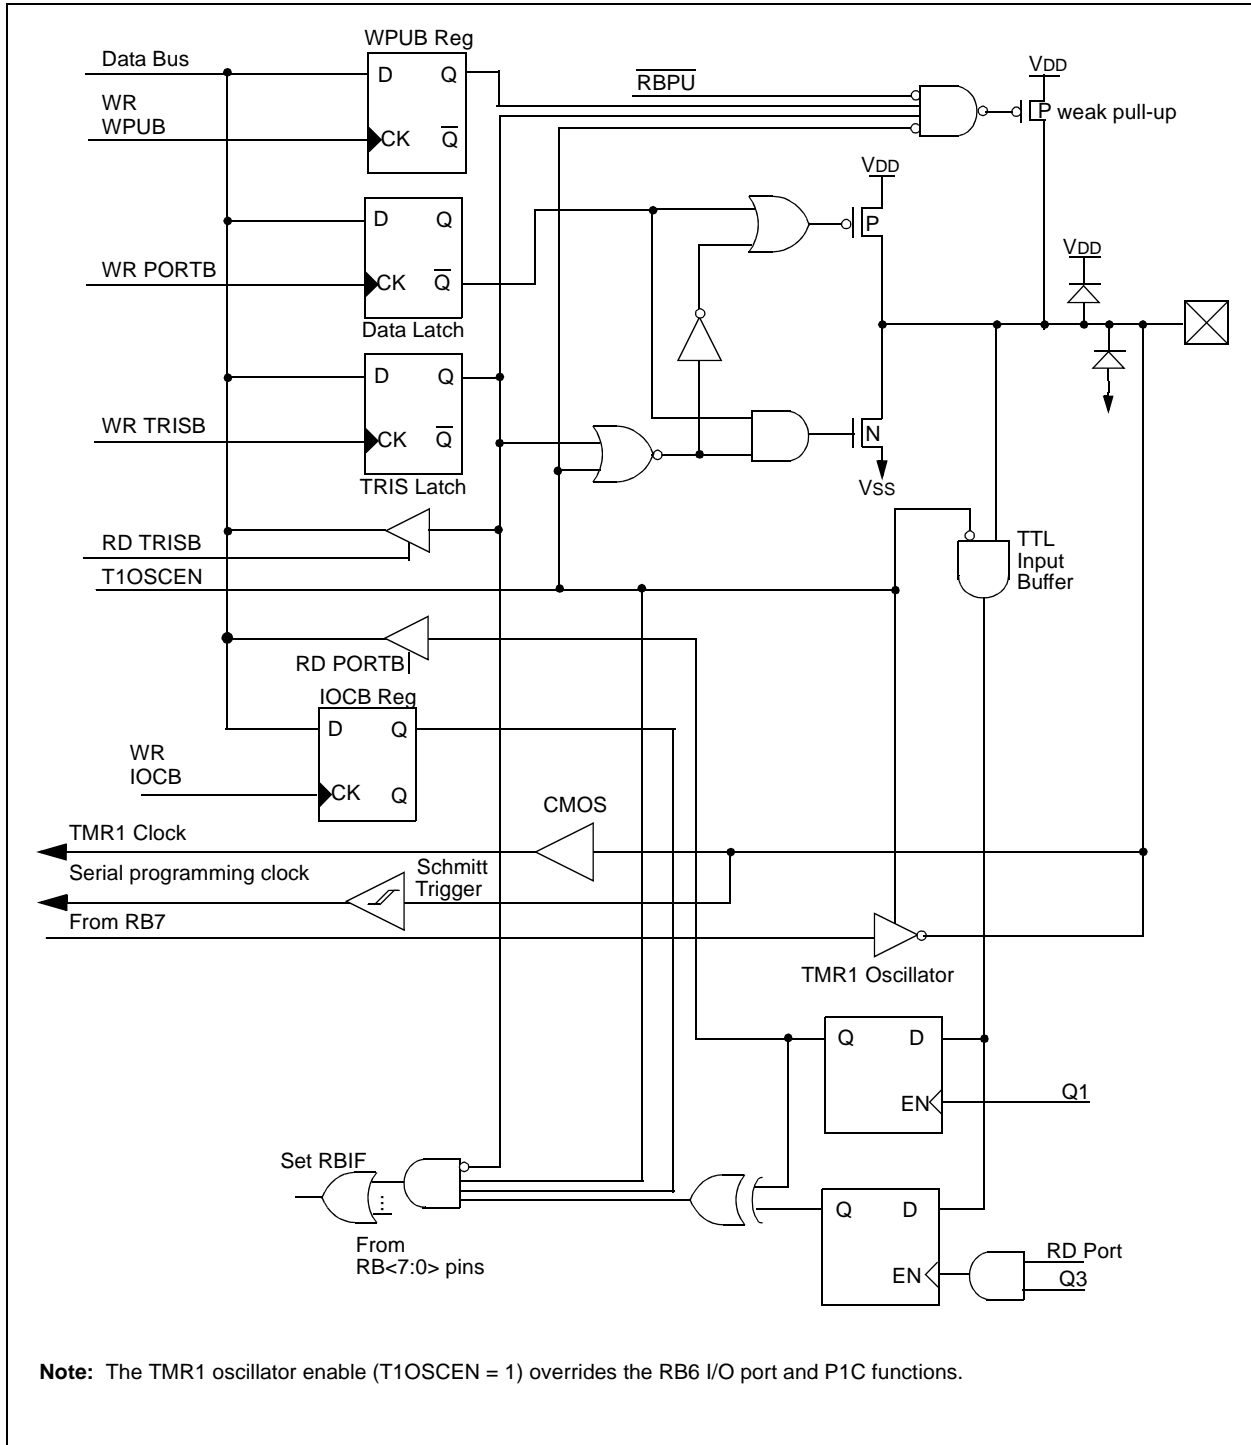 WPUB Reg
Data Bus
D Q
WR
WPUB
CK Q
RBPU
VDD
P weak pull-up
VDD
D Q
P
WR PORTB
CK Q
Data Latch
VDD
D Q
WR TRISB
CK Q
N
TRIS Latch
VSS
RD TRISB
TTL
Input
Buffer
T1OSCEN
RD PORTB
IOCB Reg
D Q
WR
IOCB
CK Q
CMOS
TMR1 Clock
Serial programming clock
Schmitt
Trigger
From RB7
TMR1 Oscillator
Q D
EN
Q1
Set RBIF
Q D
From
RB<7:0> pins
RD Port
EN
Q3
Note: The TMR1 oscillator enable (T1OSCEN = 1) overrides the RB6 I/O port and P1C functions.